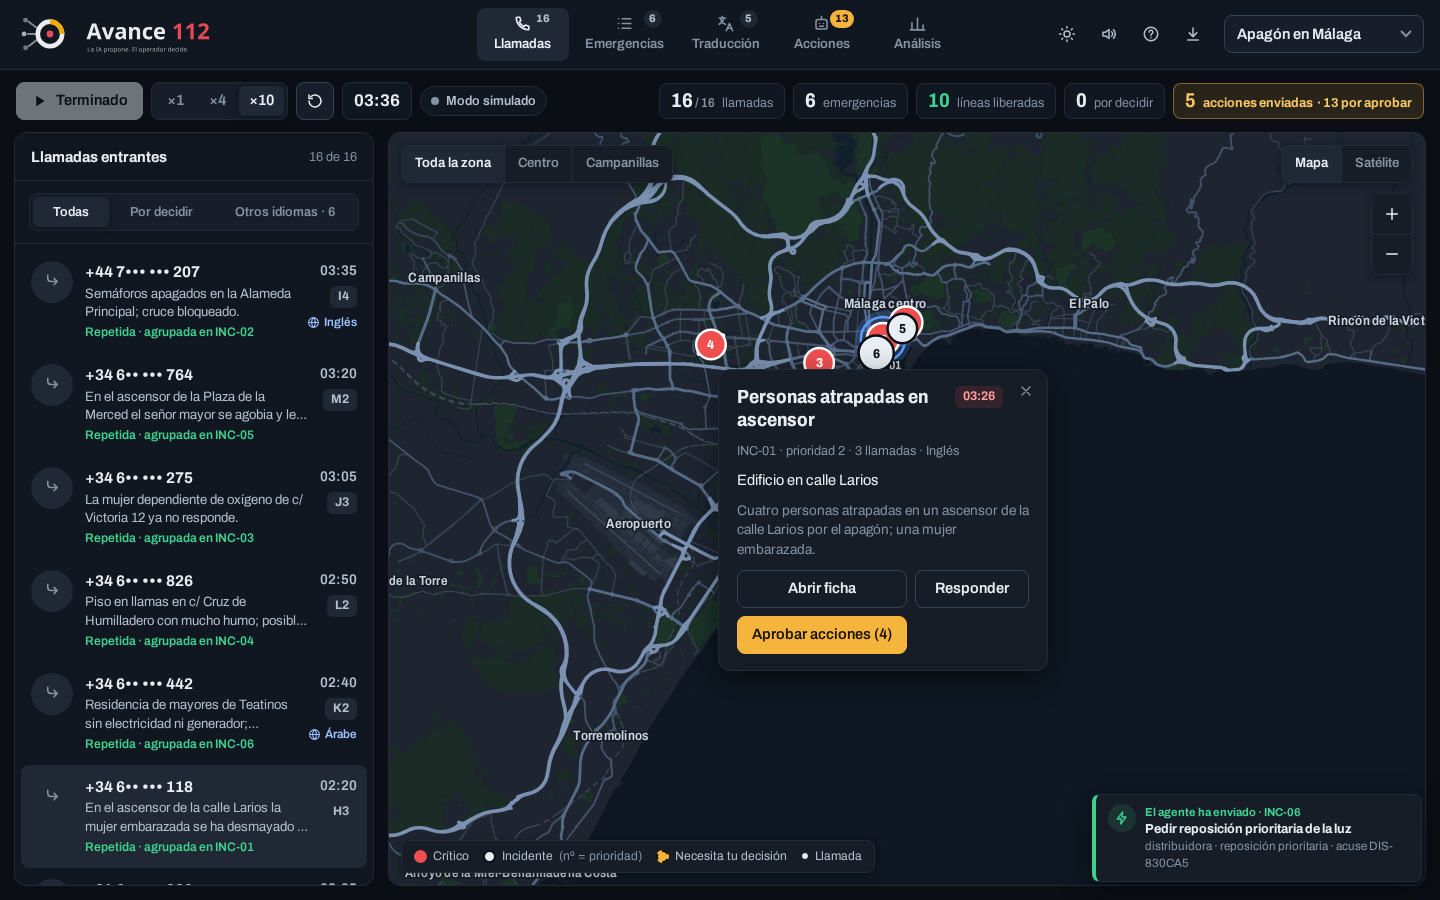 Avance 112
La IA propone. El operador decide.
Llamadas 16
Emergencias 6
Traducción 5
Acciones 13
Análisis
Apagón en Málaga
Terminado
×1 ×4 ×10
03:36
Modo simulado
16 / 16 llamadas
6 emergencias
10 líneas liberadas
0 por decidir
5 acciones enviadas · 13 por aprobar
Llamadas entrantes
16 de 16
Todas Por decidir Otros idiomas · 6
+44 7•• ••• 207 03:35
Semáforos apagados en la Alameda I4
Principal; cruce bloqueado.
Inglés
Repetida · agrupada en INC-02
+34 6•• ••• 764 03:20
En el ascensor de la Plaza de la M2
Merced el señor mayor se agobia y le...
Repetida · agrupada en INC-05
+34 6•• ••• 275 03:05
La mujer dependiente de oxígeno de c/ J3
Victoria 12 ya no responde.
Repetida · agrupada en INC-03
+34 6•• ••• 826 02:50
Piso en llamas en c/ Cruz de L2
Humilladero con mucho humo; posibl...
Repetida · agrupada en INC-04
+34 6•• ••• 442 02:40
Residencia de mayores de Teatinos K2
sin electricidad ni generador;...
Árabe
Repetida · agrupada en INC-06
+34 6•• ••• 118 02:20
En el ascensor de la calle Larios la H3
mujer embarazada se ha desmayado ...
Repetida · agrupada en INC-01
Toda la zona Centro Campanillas
Mapa Satélite
+
−
Campanillas
Málaga centro
El Palo
Rincón de la Vict
4
3
5
6
01
Aeropuerto
de la Torre
Torremolinos
Personas atrapadas en
ascensor
03:26
INC-01 · prioridad 2 · 3 llamadas · Inglés
Edificio en calle Larios
Cuatro personas atrapadas en un ascensor de la
calle Larios por el apagón; una mujer
embarazada.
Abrir ficha Responder
Aprobar acciones (4)
Crítico Incidente (nº = prioridad) Necesita tu decisión Llamada
El agente ha enviado · INC-06
Pedir reposición prioritaria de la luz
distribuidora · reposición prioritaria · acuse DIS-
830CA5